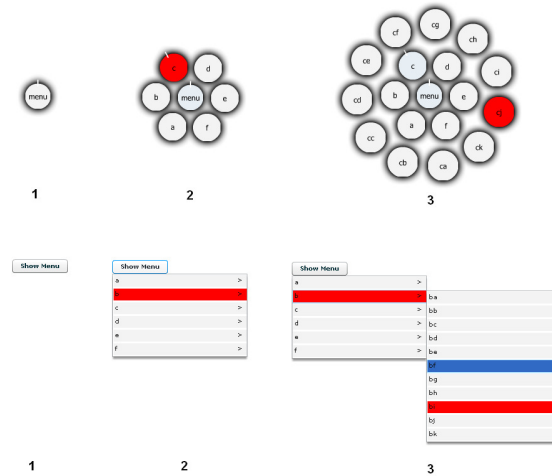 menu
c d
b menu e
a f
cg
cf ch
ce c d ci
cd b menu e cj
cc a f ck
cb ca
1
2
3
Show Menu
Show Menu
a >
>
c >
d >
e >
f >
Show Menu
a >
c >
d >
e >
f >
ba
bb
bc
bd
be
bf
bg
bh
bj
bk
1
2
3